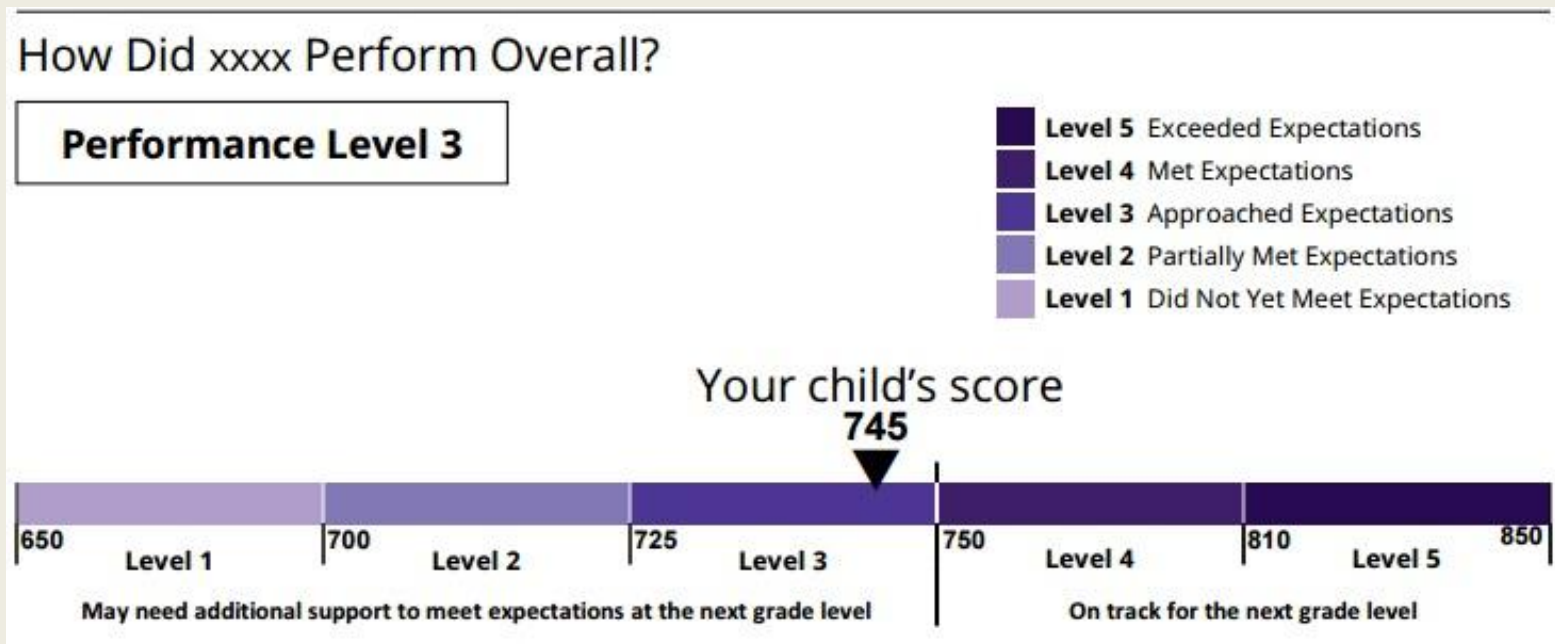 How Did xxxx Perform Overall?
Performance Level 3
Level 5 Exceeded Expectations
Level 4 Met Expectations
Level 3 Approached Expectations
Level 2 Partially Met Expectations
Level 1 Did Not Yet Meet Expectations
Your child's score
745
650 700 725 750 810 850
Level 1 Level 2 Level 3 Level 4 Level 5
May need additional support to meet expectations at the next grade level On track for the next grade level